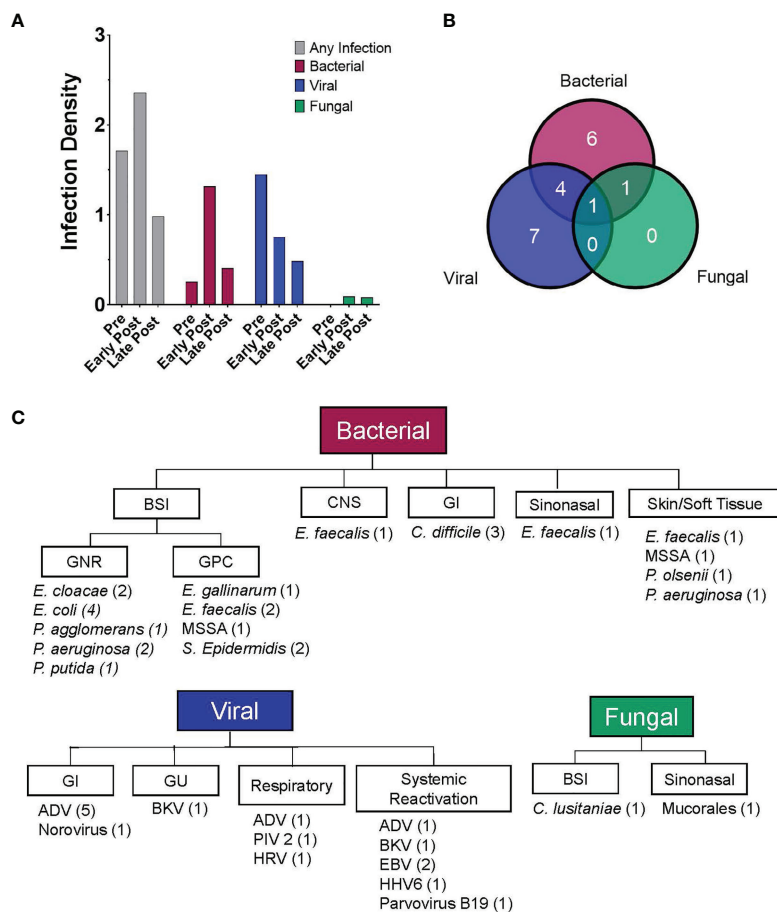 A
Infection Density
3
2
1
0
Any Infection
Bacterial
Viral
Fungal
Pre
Early Post
Late Post
Pre
Early Post
Late Post
Pre
Early Post
Late Post
Pre
Early Post
Late Post
B
Bacterial
6
4
1
1
7
0
0
Viral
Fungal
C
Bacterial
BSI
CNS
GI
Sinonasal
Skin/Soft Tissue
E. faecalis (1)
C. difficile (3)
E. faecalis (1)
E. faecalis (1)
MSSA (1)
P. olsenii (1)
P. aeruginosa (1)
GNR
GPC
E. cloacae (2)
E. coli (4)
P. agglomerans (1)
P. aeruginosa (2)
P. putida (1)
E. gallinarum (1)
E. faecalis (2)
MSSA (1)
S. Epidermidis (2)
Viral
GI
GU
Respiratory
Systemic
Reactivation
ADV (5)
Norovirus (1)
BKV (1)
ADV (1)
PIV 2 (1)
HRV (1)
ADV (1)
BKV (1)
EBV (2)
HHV6 (1)
Parvovirus B19 (1)
Fungal
BSI
Sinonasal
C. lusitaniae (1)
Mucorales (1)